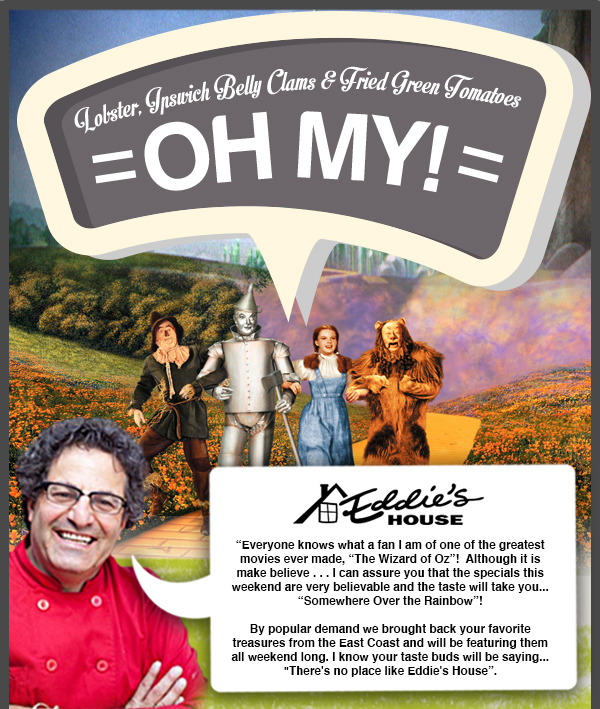 Lobster, Ipswich Belly Clams & Fried Green Tomatoes
=OH MY!=
Eddie's
HOUSE
“Everyone knows what a fan I am of one of the greatest
movies ever made, “The Wizard of Oz”!  Although it is
make believe . . . I can assure you that the specials this
weekend are very believable and the taste will take you...
“Somewhere Over the Rainbow”!
By popular demand we brought back your favorite
treasures from the East Coast and will be featuring them
all weekend long. I know your taste buds will be saying...
"There's no place like Eddie's House”.